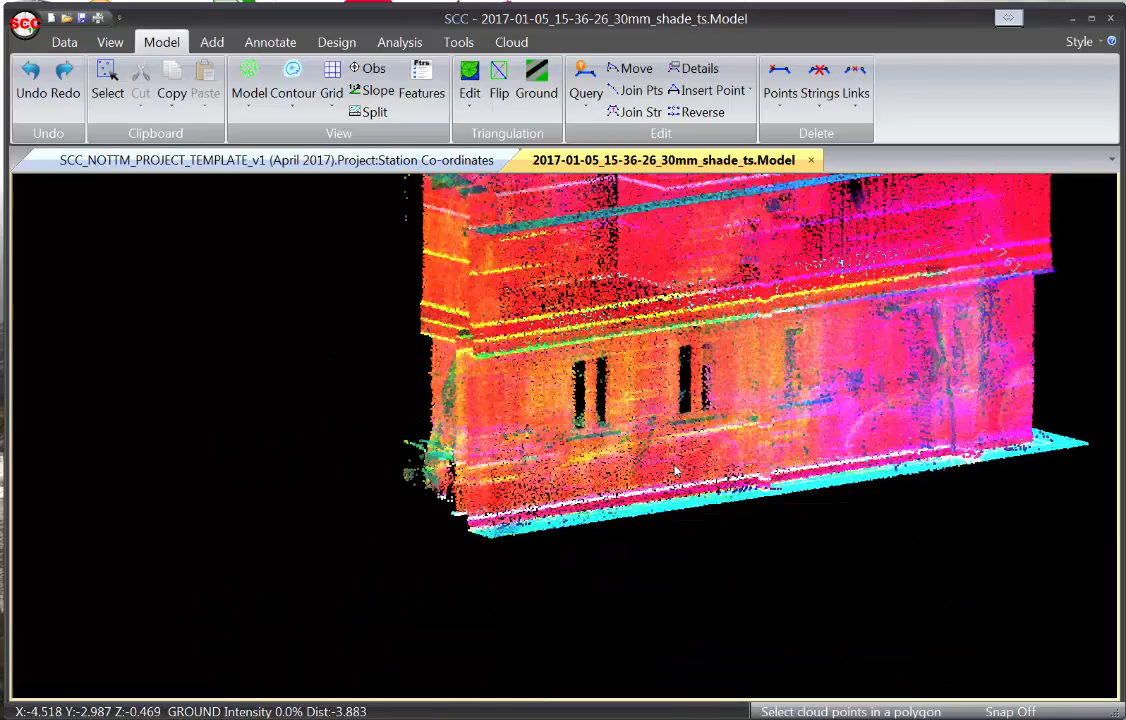 SCC - 2017-01-05_15-36-26_30mm_shade_ts.Model
SCC
Data View Model Add Annotate Design Analysis Tools Cloud Style
Undo Redo Select Cut Copy Paste Model Contour Grid Obs Slope Split Features Edit Flip Ground Query Move Join Pts Join Str Details Insert Point Reverse Points Strings Links
Ftrs
Undo Clipboard View Triangulation Edit Delete
SCC_NOTTM_PROJECT_TEMPLATE_v1 (April 2017).Project:Station Co-ordinates 2017-01-05_15-36-26_30mm_shade_ts.Model
1.761
X:-4.518 Y:-2.987 Z:-0.469 GROUND Intensity 0.0% Dist:-3.883 Select cloud points in a polygon Snap Off